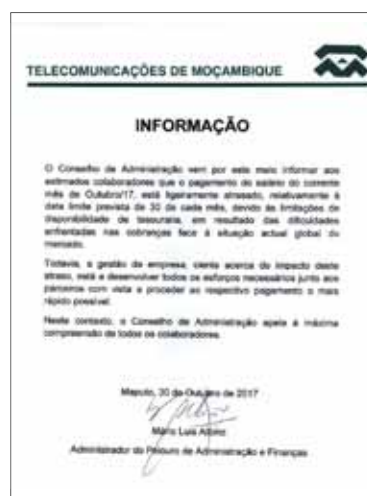 TELECOMUNICAÇÕES DE MOÇAMBIQUE
INFORMAÇÃO
O Conselho de Administração vem por este meio informar aos
estimados colaboradores que o pagamento do salário do corrente
mês de Outubro/17, está ligeiramente atrasado, relativamente à
data limite prevista de 30 de cada mês, devido às limitações de
disponibilidade de tesouraria, em resultado das dificuldades
enfrentadas nas cobranças face à situação actual global do
mercado.
Todavia, a gestão da empresa, ciente acerca do impacto deste
atraso, está a desenvolver todos os esforços necessários junto aos
parceiros com vista a proceder ao respectivo pagamento o mais
rápido possível.
Neste contexto, o Conselho de Administração apela à máxima
compreensão de todos os colaboradores.
Maputo, 30 de Outubro de 2017
Mário Luis Albino
Administrador do Pelouro de Administração e Finanças